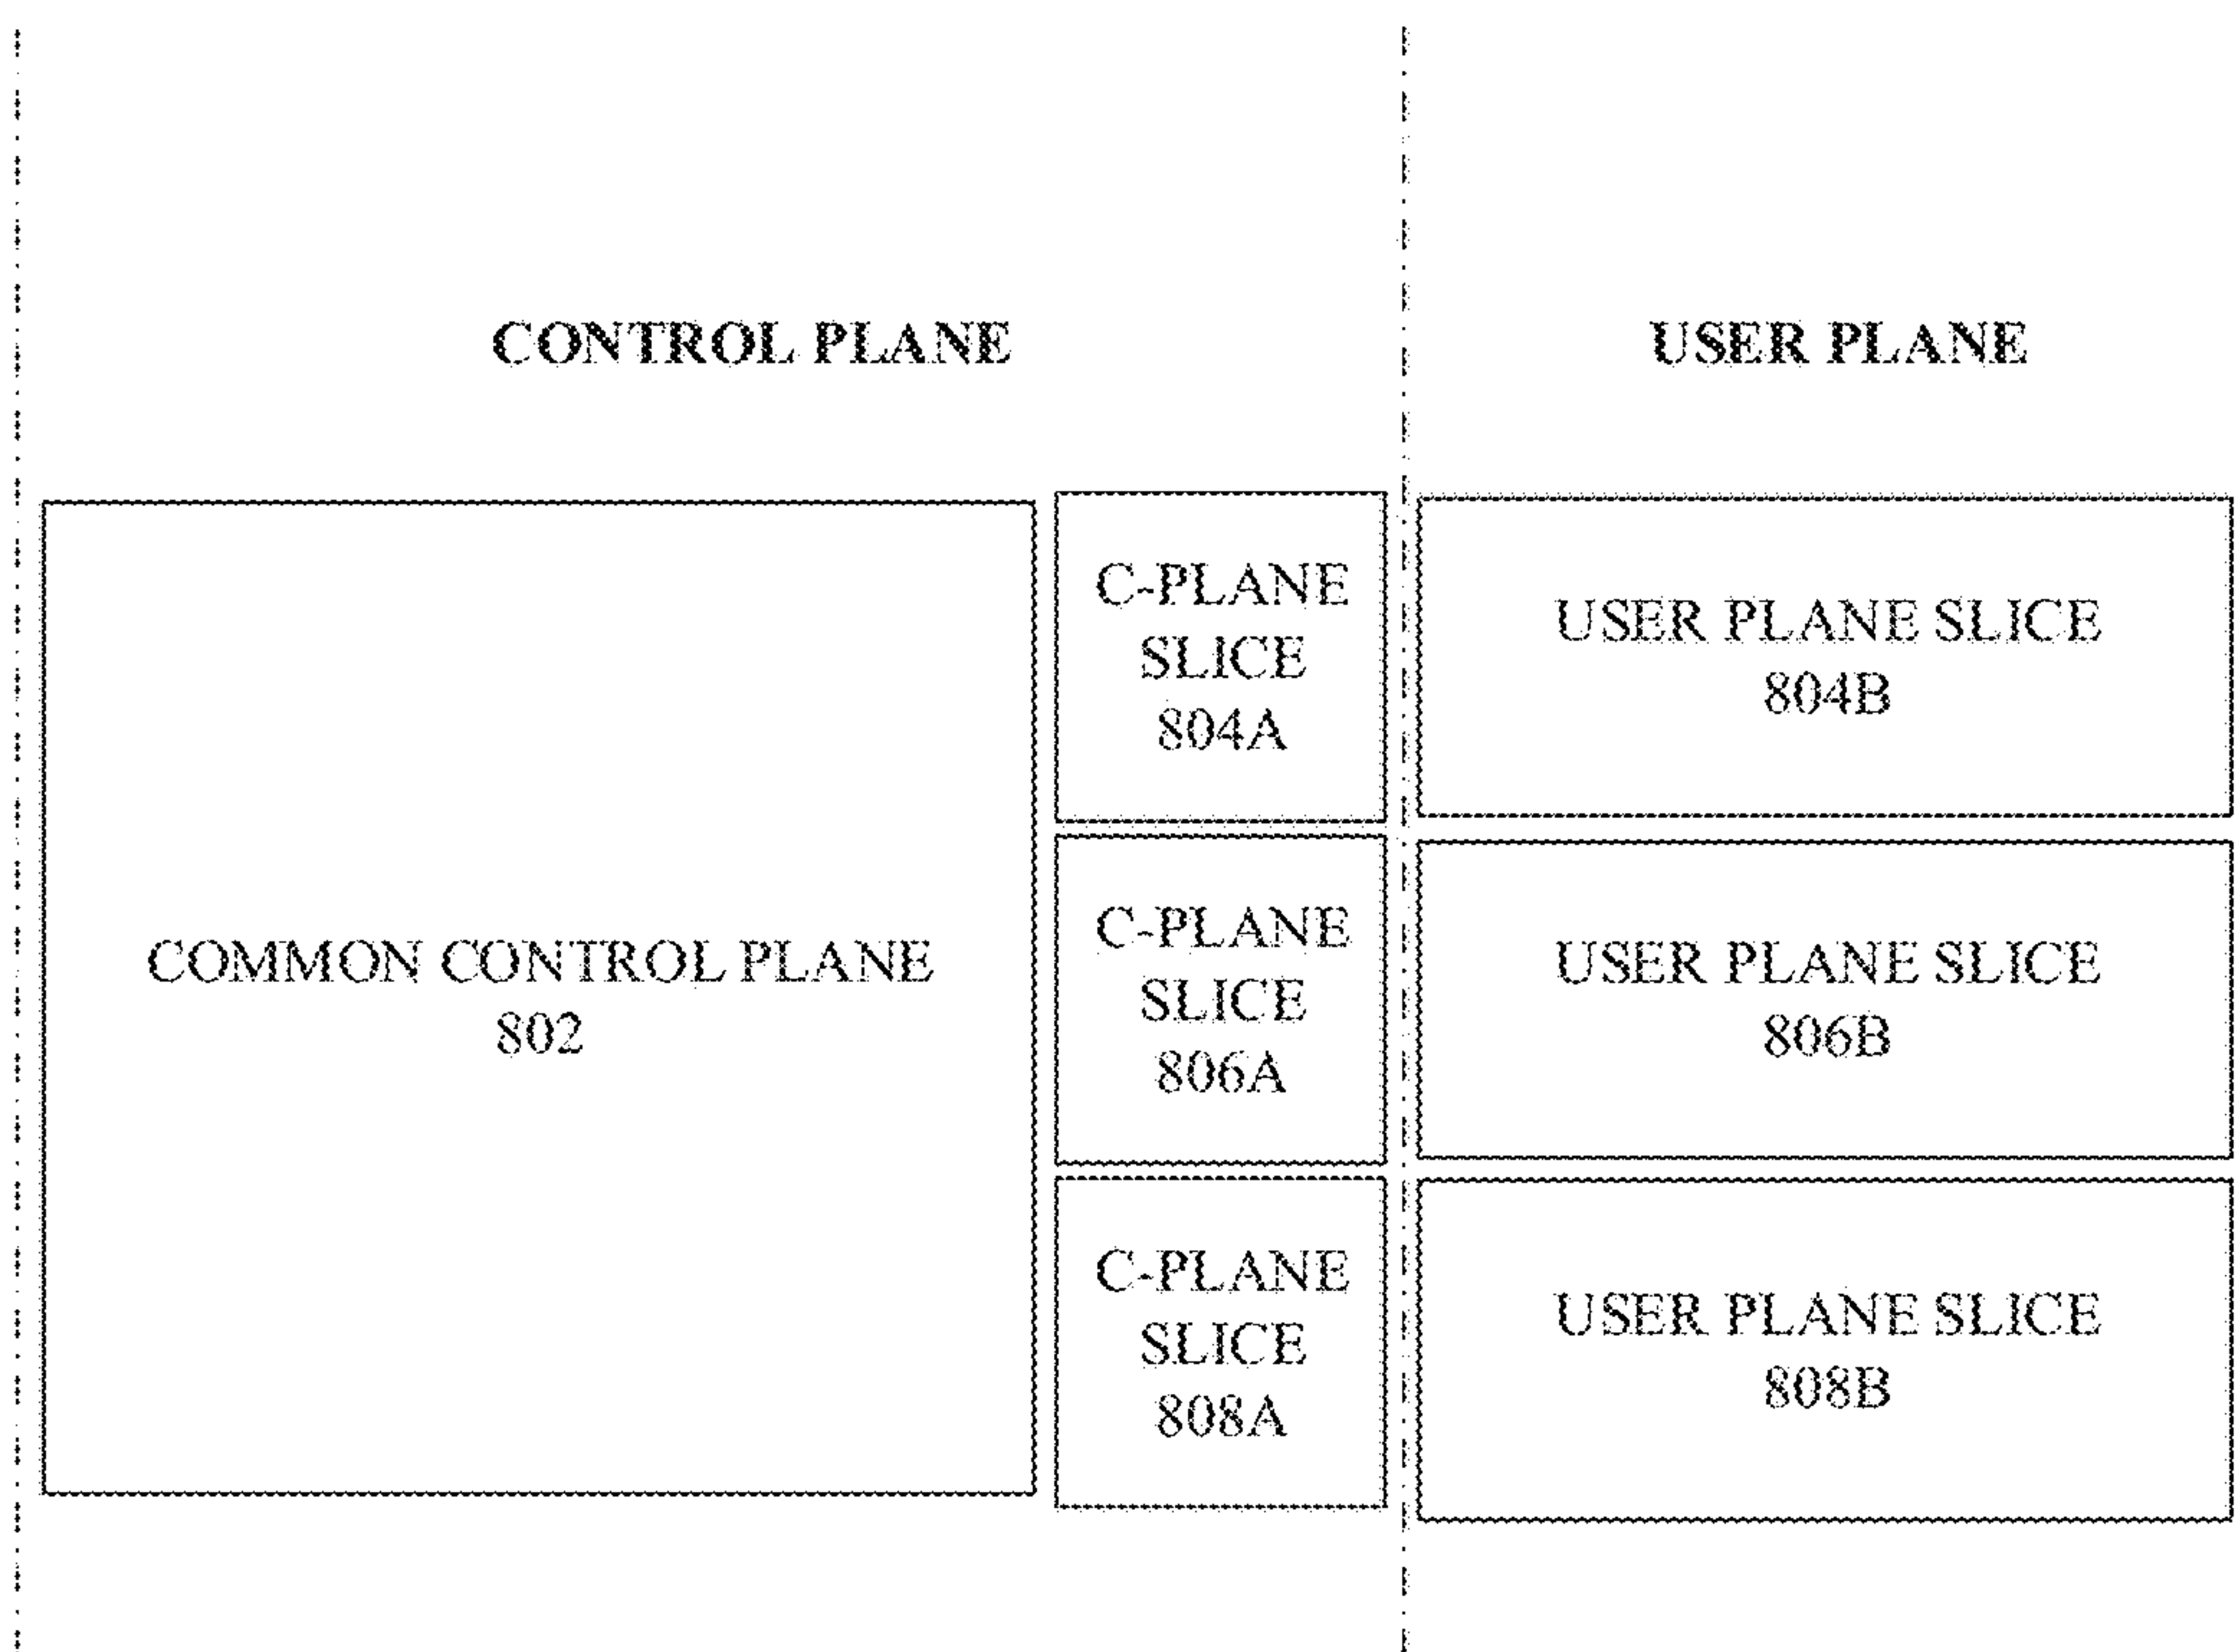 CONTROL PLANE
USER PLANE
COMMON CONTROL PLANE
802
C-PLANE
SLICE
804A
USER PLANE SLICE
804B
C-PLANE
SLICE
806A
USER PLANE SLICE
806B
C-PLANE
SLICE
808A
USER PLANE SLICE
808B